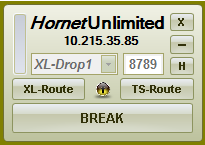 HornetUnlimited X
10.215.35.85 –
XL-Drop1 8789 H
XL-Route TS-Route
BREAK